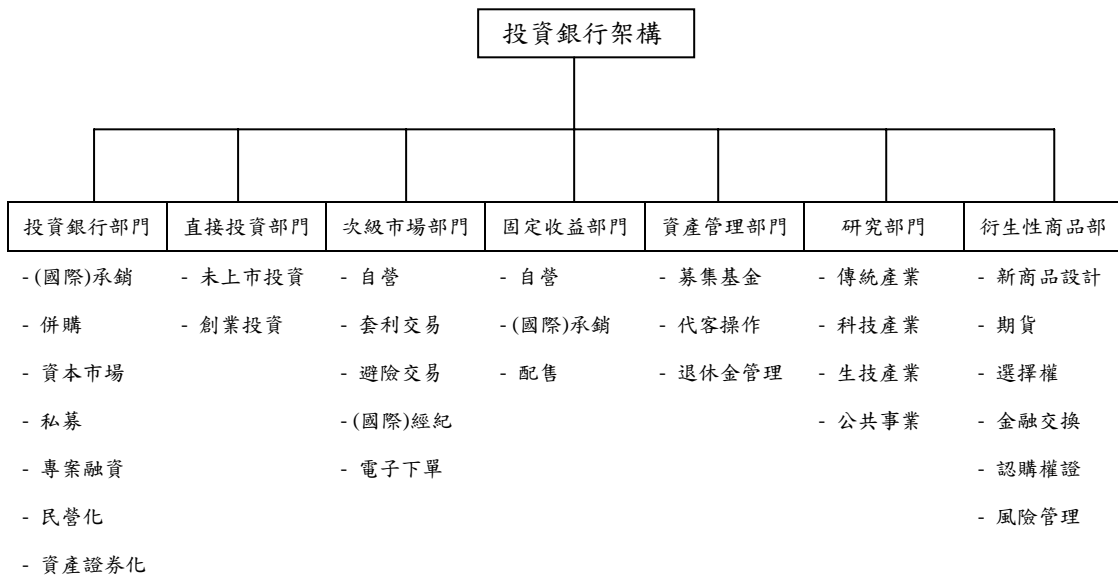 投資銀行架構
投資銀行部門
- (國際)承銷
- 併購
- 資本市場
- 私募
- 專案融資
- 民營化
- 資產證券化
直接投資部門
- 未上市投資
- 創業投資
次級市場部門
- 自營
- 套利交易
- 避險交易
- (國際)經紀
- 電子下單
固定收益部門
- 自營
- (國際)承銷
- 配售
資產管理部門
- 募集基金
- 代客操作
- 退休金管理
研究部門
- 傳統產業
- 科技產業
- 生技產業
- 公共事業
衍生性商品部
- 新商品設計
- 期貨
- 選擇權
- 金融交換
- 認購權證
- 風險管理